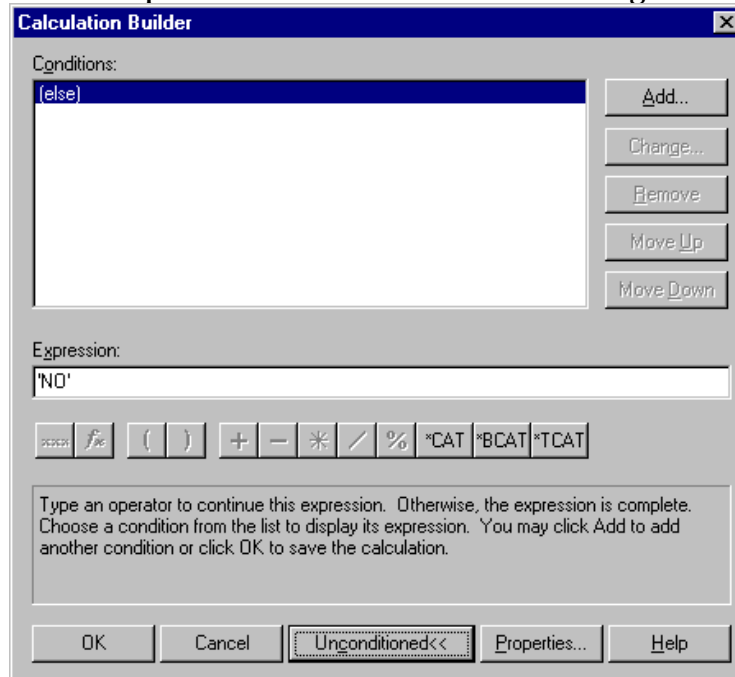 Calculation Builder
Conditions:
(else)
Add...
Change...
Remove
Move Up
Move Down
Expression:
'NO'
xxx fx ( ) + - * / % *CAT *BCAT *TCAT
Type an operator to continue this expression.  Otherwise, the expression is complete.
Choose a condition from the list to display its expression.  You may click Add to add
another condition or click OK to save the calculation.
OK Cancel Unconditioned<< Properties... Help